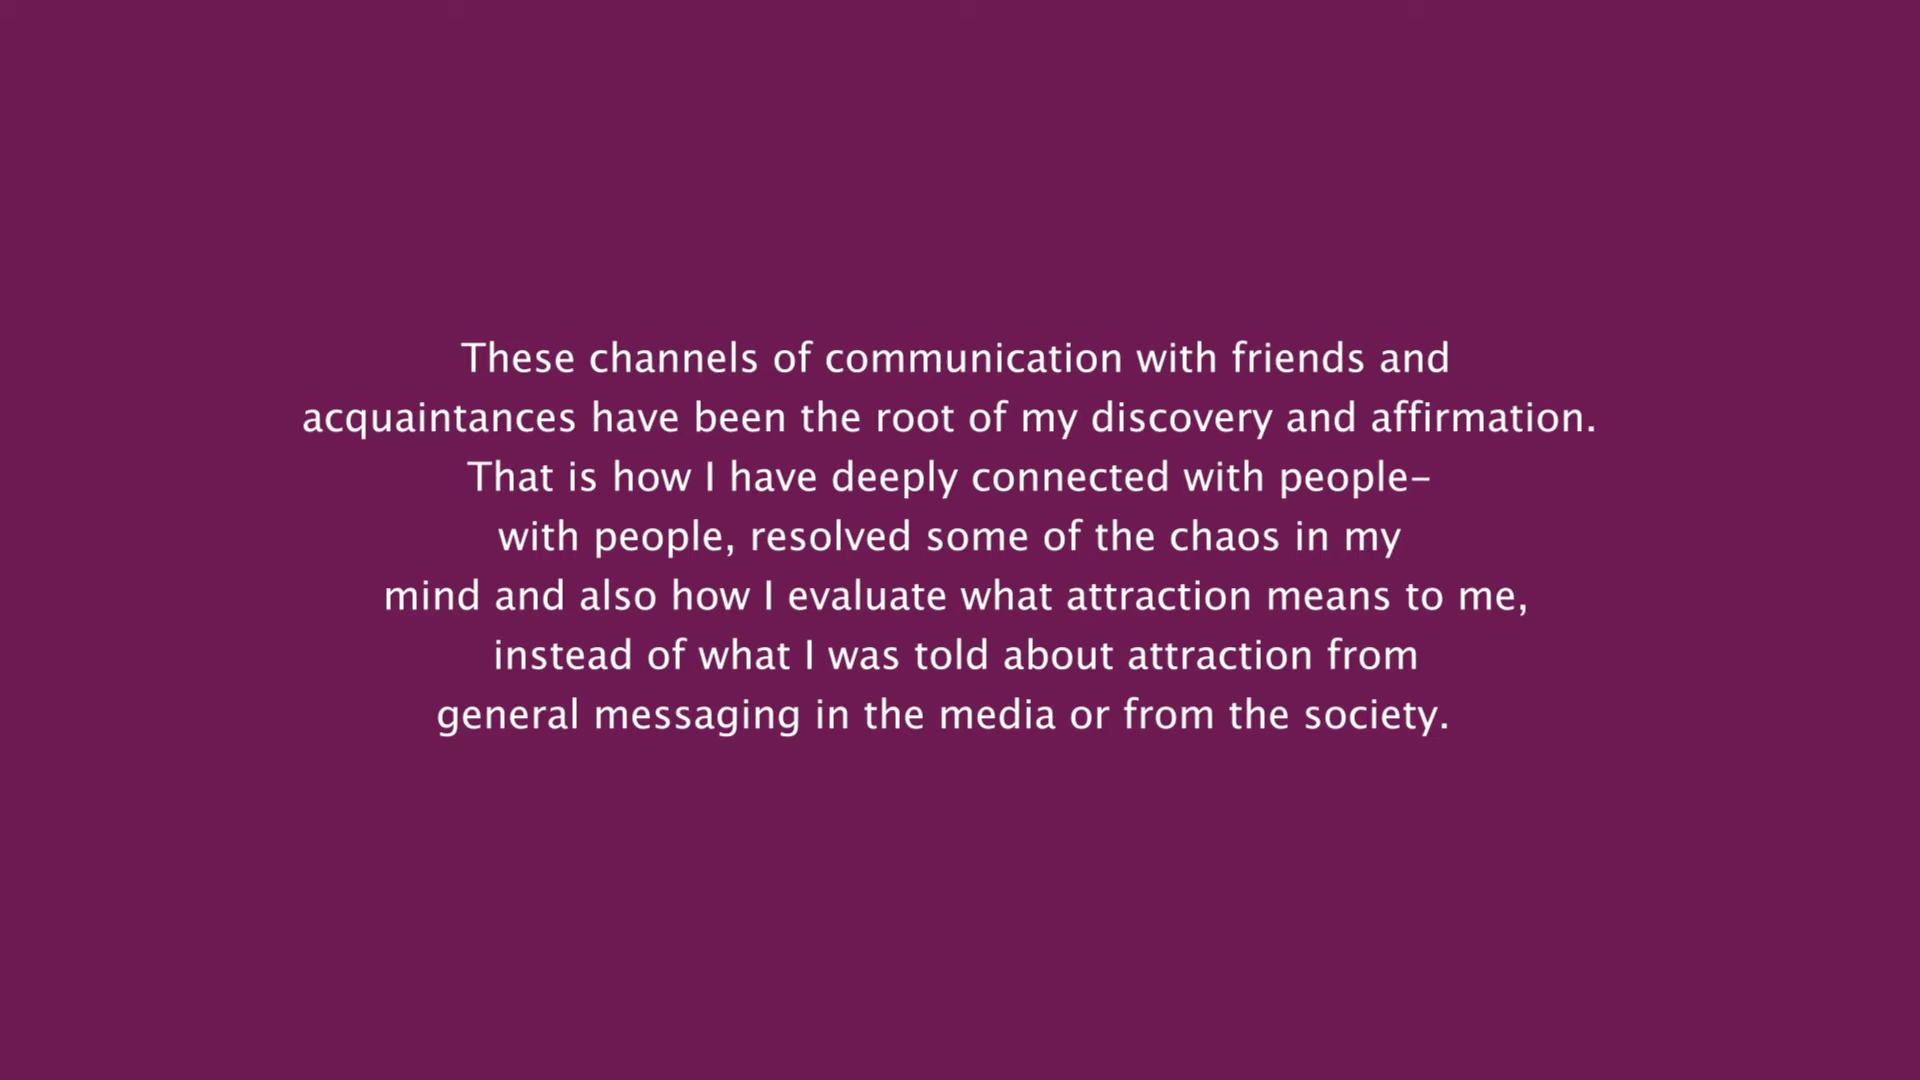 These channels of communication with friends and
acquaintances have been the root of my discovery and affirmation.
That is how I have deeply connected with people–
with people, resolved some of the chaos in my
mind and also how I evaluate what attraction means to me,
instead of what I was told about attraction from
general messaging in the media or from the society.